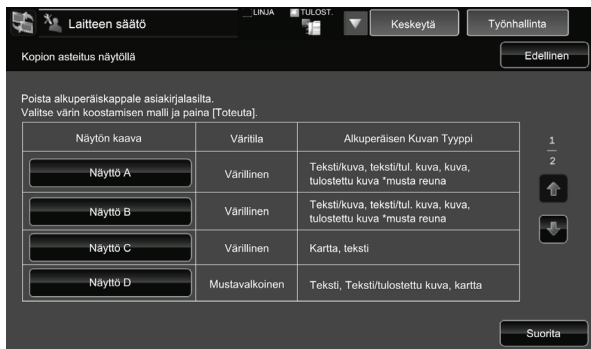 Laitteen säätö
LINJA
TULOST.
Keskeytä
Työnhallinta
Kopion asteitus näytöllä
Edellinen
Poista alkuperäiskappale asiakirjalasilta.
Valitse värin koostamisen malli ja paina [Toteuta].
Näytön kaava
Väritila
Alkuperäisen Kuvan Tyyppi
Näyttö A
Värillinen
Teksti/kuva, teksti/tul. kuva, kuva,
tulostettu kuva *musta reuna
Näyttö B
Värillinen
Teksti/kuva, teksti/tul. kuva, kuva,
tulostettu kuva *musta reuna
Näyttö C
Värillinen
Kartta, teksti
Näyttö D
Mustavalkoinen
Teksti, Teksti/tulostettu kuva, kartta
1
2
Suorita